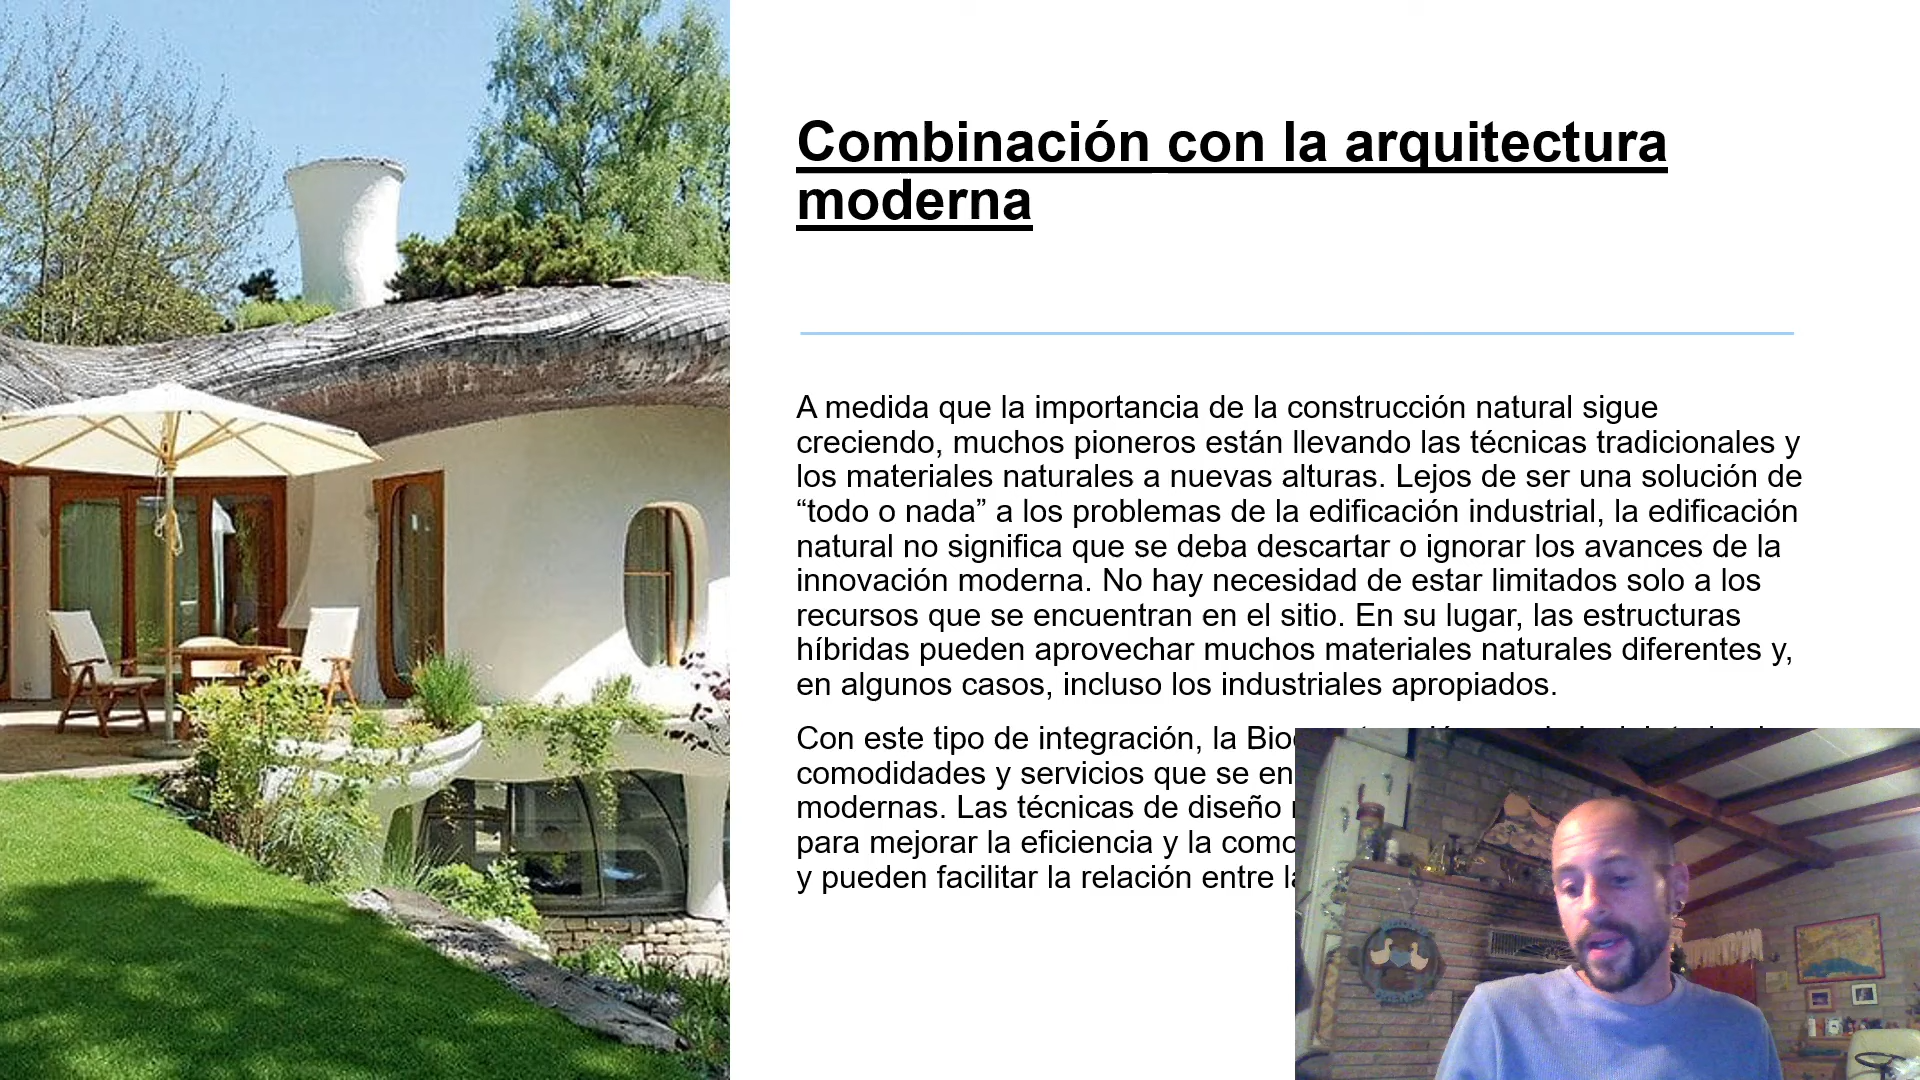 Combinación con la arquitectura
moderna
A medida que la importancia de la construcción natural sigue
creciendo, muchos pioneros están llevando las técnicas tradicionales y
los materiales naturales a nuevas alturas. Lejos de ser una solución de
“todo o nada” a los problemas de la edificación industrial, la edificación
natural no significa que se deba descartar o ignorar los avances de la
innovación moderna. No hay necesidad de estar limitados solo a los
recursos que se encuentran en el sitio. En su lugar, las estructuras
híbridas pueden aprovechar muchos materiales naturales diferentes y,
en algunos casos, incluso los industriales apropiados.
Con este tipo de integración, la
comodidades y servicios que se
modernas. Las técnicas de diseño
para mejorar la eficiencia y la
y pueden facilitar la relación entre